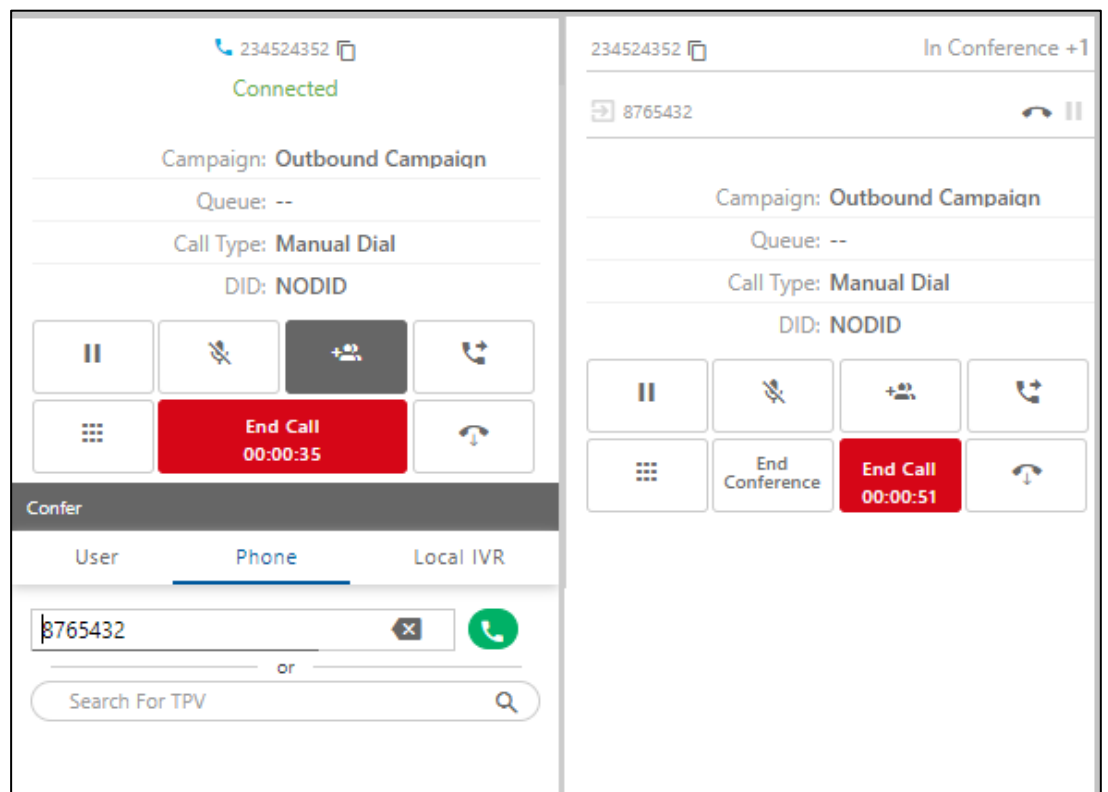 234524352
Connected
Campaign: Outbound Campaign
Queue: --
Call Type: Manual Dial
DID: NODID
End Call
00:00:35
Confer
User Phone Local IVR
8765432
or
Search For TPV
234524352 In Conference +1
8765432
Campaign: Outbound Campaign
Queue: --
Call Type: Manual Dial
DID: NODID
End
Conference
End Call
00:00:51